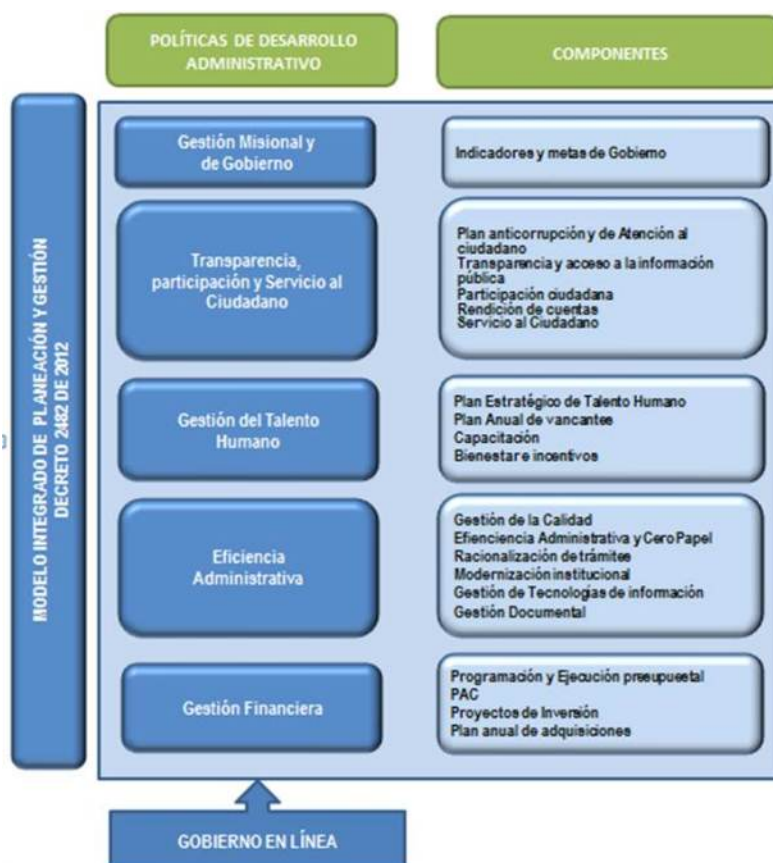 POLÍTICAS DE DESARROLLO
ADMINISTRATIVO
COMPONENTES
MODELO INTEGRADO DE PLANEACIÓN Y GESTIÓN
DECRETO 2482 DE 2012
Gestión Misional y
de Gobierno
Indicadores y metas de Gobierno
Transparencia,
participación y Servicio al
Ciudadano
Plan anticorrupción y de Atención al
ciudadano
Transparencia y acceso a la información
pública
Participación ciudadana
Rendición de cuentas
Servicio al Ciudadano
Gestión del Talento
Humano
Plan Estratégico de Talento Humano
Plan Anual de vancantes
Capacitación
Bienestar e incentivos
Eficiencia
Administrativa
Gestión de la Calidad
Efienciencia Administrativa y Cero Papel
Racionalización de trámites
Modernización institucional
Gestión de Tecnologías de información
Gestión Documental
Gestión Financiera
Programación y Ejecución presupuestal
PAC
Proyectos de Inversión
Plan anual de adquisiciones
GOBIERNO EN LÍNEA